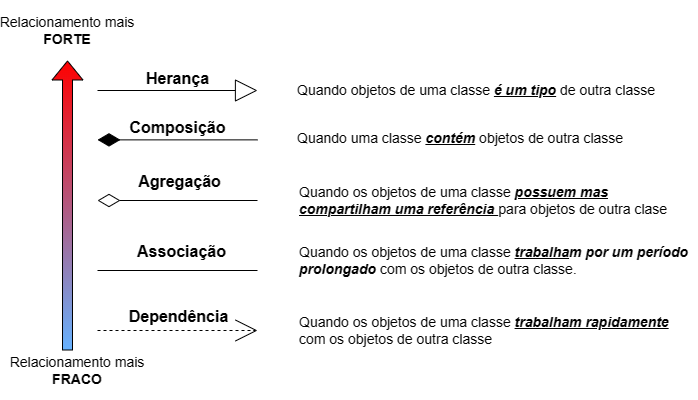 Relacionamento mais
FORTE
Herança
Quando objetos de uma classe é um tipo de outra classe
Composição
Quando uma classe contém objetos de outra classe
Agregação
Quando os objetos de uma classe possuem mas
compartilham uma referência para objetos de outra clase
Associação
Quando os objetos de uma classe trabalham por um período
prolongado com os objetos de outra classe.
Dependência
Quando os objetos de uma classe trabalham rapidamente
com os objetos de outra classe
Relacionamento mais
FRACO